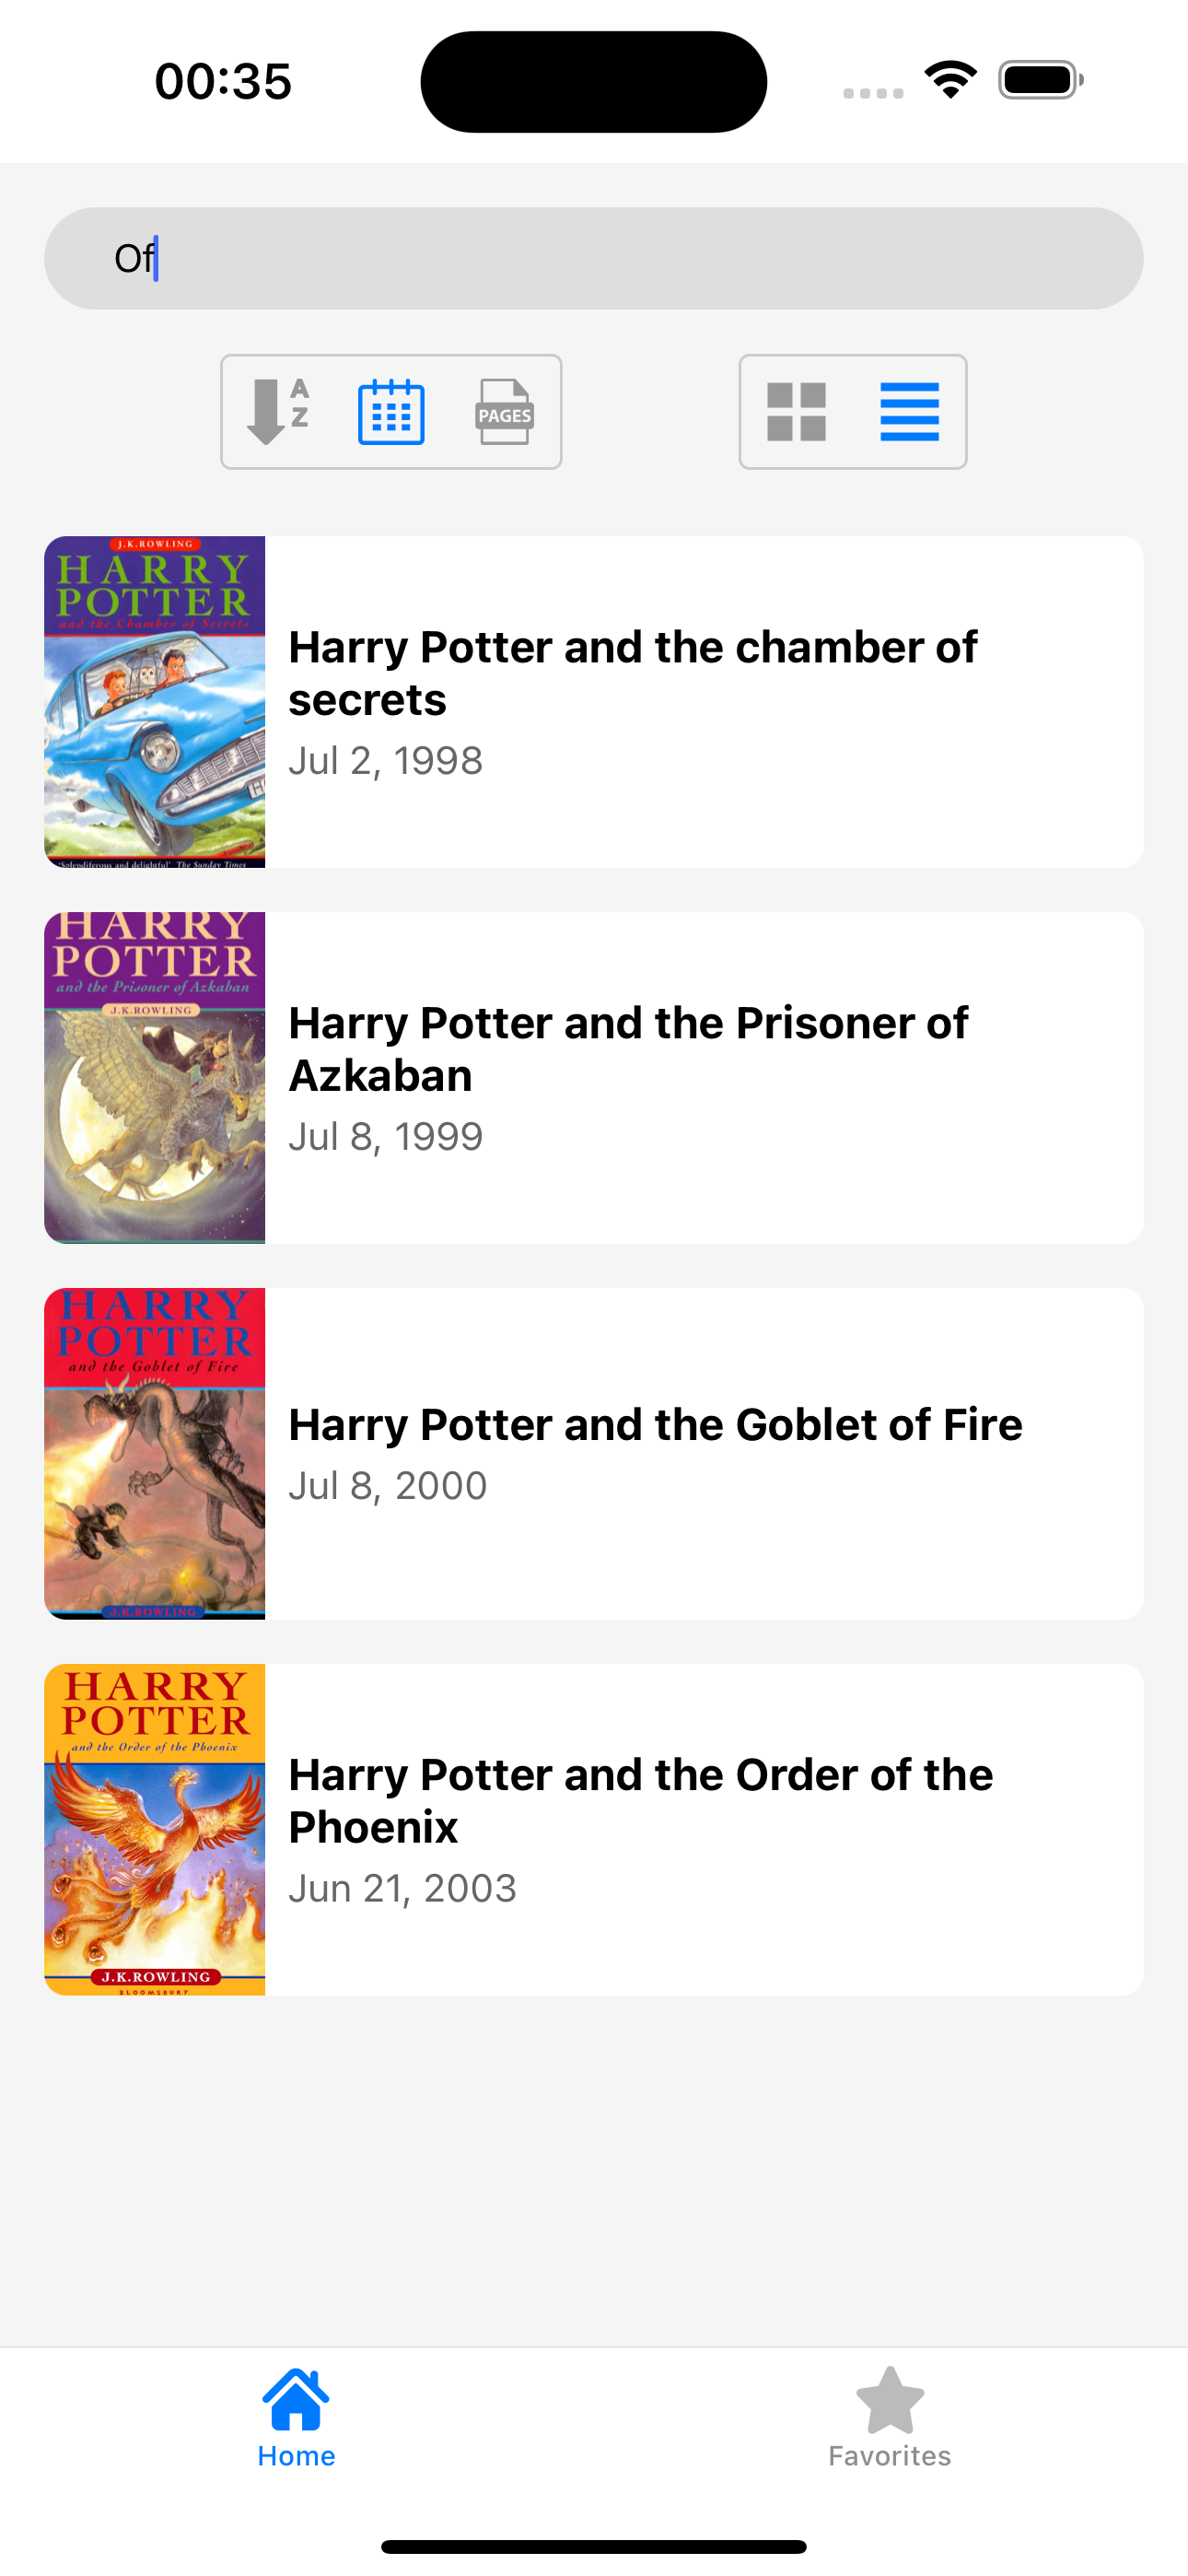 00:35
Of
A
Z
PAGES
J.K.ROWLING
HARRY
POTTER
and the Chamber of Secrets
'Splendiferous and delightful' The Sunday Times
Harry Potter and the chamber of
secrets
Jul 2, 1998
HARRY
POTTER
and the Prisoner of Azkaban
J.K.ROWLING
Harry Potter and the Prisoner of
Azkaban
Jul 8, 1999
HARRY
POTTER
and the Goblet of Fire
J.K.ROWLING
Harry Potter and the Goblet of Fire
Jul 8, 2000
HARRY
POTTER
and the Order of the Phoenix
J.K.ROWLING
BLOOMSBURY
Harry Potter and the Order of the
Phoenix
Jun 21, 2003
Home
Favorites